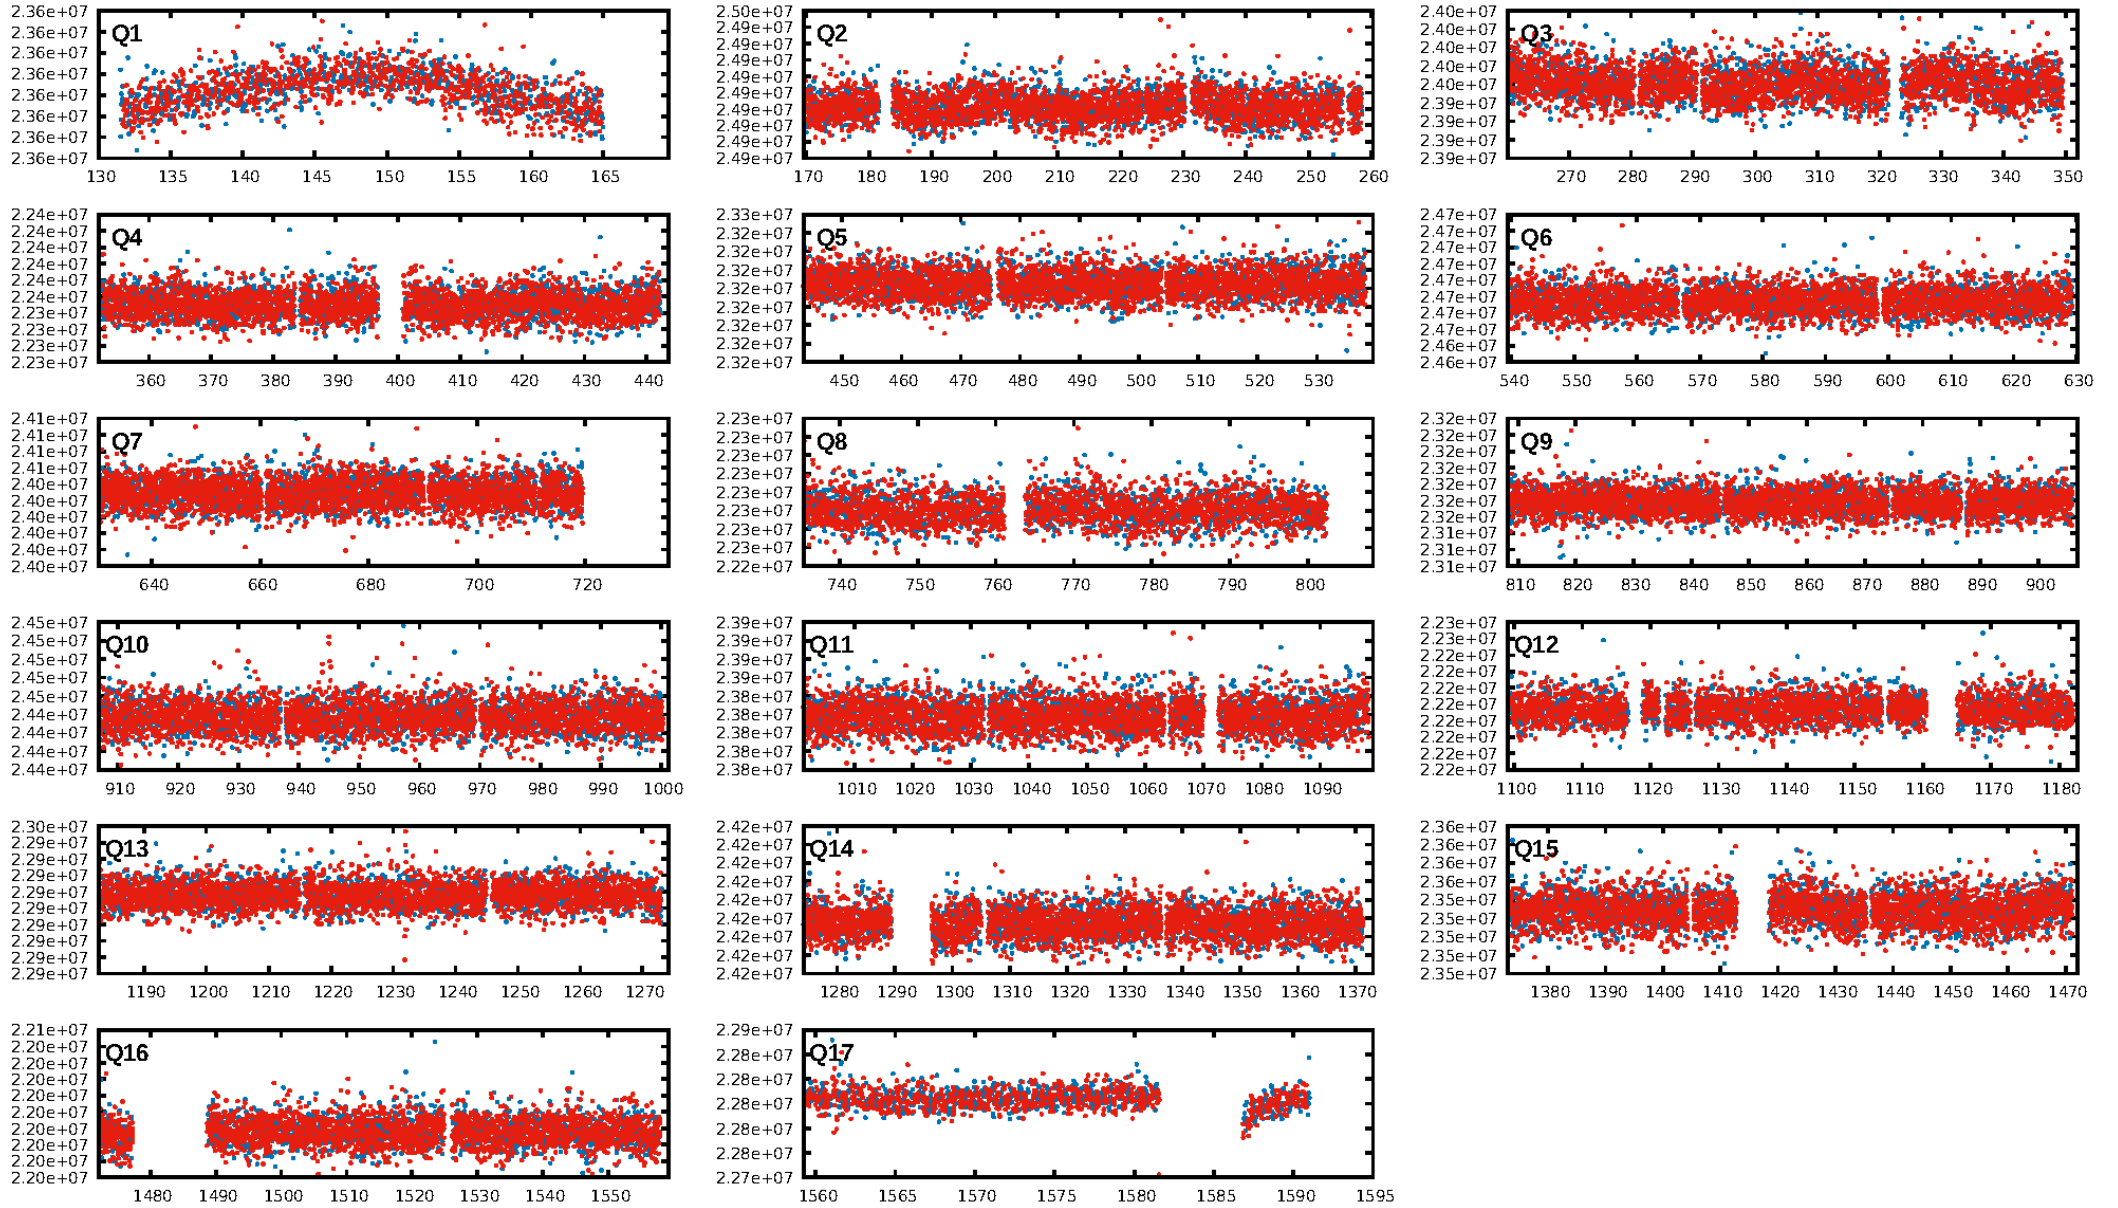 2.36e+07
2.36e+07
2.36e+07
2.36e+07
2.36e+07
2.36e+07
2.36e+07
2.36e+07
Q1
130 135 140 145 150 155 160 165
2.50e+07
2.49e+07
2.49e+07
2.49e+07
2.49e+07
2.49e+07
2.49e+07
2.49e+07
2.49e+07
2.49e+07
Q2
170 180 190 200 210 220 230 240 250 260
2.40e+07
2.40e+07
2.40e+07
2.40e+07
2.40e+07
2.39e+07
2.39e+07
2.39e+07
2.39e+07
Q3
270 280 290 300 310 320 330 340 350
2.24e+07
2.24e+07
2.24e+07
2.24e+07
2.24e+07
2.24e+07
2.23e+07
2.23e+07
2.23e+07
2.23e+07
Q4
360 370 380 390 400 410 420 430 440
2.33e+07
2.32e+07
2.32e+07
2.32e+07
2.32e+07
2.32e+07
2.32e+07
2.32e+07
2.32e+07
Q5
450 460 470 480 490 500 510 520 530
2.47e+07
2.47e+07
2.47e+07
2.47e+07
2.47e+07
2.47e+07
2.47e+07
2.47e+07
2.46e+07
2.46e+07
Q6
540 550 560 570 580 590 600 610 620 630
2.41e+07
2.41e+07
2.41e+07
2.41e+07
2.40e+07
2.40e+07
2.40e+07
2.40e+07
2.40e+07
2.40e+07
Q7
640 660 680 700 720
2.23e+07
2.23e+07
2.23e+07
2.23e+07
2.23e+07
2.23e+07
2.23e+07
2.23e+07
2.22e+07
Q8
740 750 760 770 780 790 800
2.32e+07
2.32e+07
2.32e+07
2.32e+07
2.32e+07
2.32e+07
2.32e+07
2.31e+07
2.31e+07
2.31e+07
Q9
810 820 830 840 850 860 870 880 890 900
2.45e+07
2.45e+07
2.45e+07
2.45e+07
2.45e+07
2.44e+07
2.44e+07
2.44e+07
2.44e+07
Q10
910 920 930 940 950 960 970 980 990 1000
2.39e+07
2.39e+07
2.39e+07
2.39e+07
2.38e+07
2.38e+07
2.38e+07
2.38e+07
2.38e+07
Q11
1010 1020 1030 1040 1050 1060 1070 1080 1090
2.23e+07
2.23e+07
2.22e+07
2.22e+07
2.22e+07
2.22e+07
2.22e+07
2.22e+07
2.22e+07
2.22e+07
Q12
1100 1110 1120 1130 1140 1150 1160 1170 1180
2.30e+07
2.29e+07
2.29e+07
2.29e+07
2.29e+07
2.29e+07
2.29e+07
2.29e+07
2.29e+07
2.29e+07
Q13
1190 1200 1210 1220 1230 1240 1250 1260 1270
2.42e+07
2.42e+07
2.42e+07
2.42e+07
2.42e+07
2.42e+07
2.42e+07
2.42e+07
2.42e+07
Q14
1280 1290 1300 1310 1320 1330 1340 1350 1360 1370
2.36e+07
2.36e+07
2.36e+07
2.36e+07
2.36e+07
2.35e+07
2.35e+07
2.35e+07
2.35e+07
Q15
1380 1390 1400 1410 1420 1430 1440 1450 1460 1470
2.21e+07
2.20e+07
2.20e+07
2.20e+07
2.20e+07
2.20e+07
2.20e+07
2.20e+07
2.20e+07
2.20e+07
Q16
1480 1490 1500 1510 1520 1530 1540 1550
2.29e+07
2.28e+07
2.28e+07
2.28e+07
2.28e+07
2.28e+07
2.27e+07
Q17
1560 1565 1570 1575 1580 1585 1590 1595